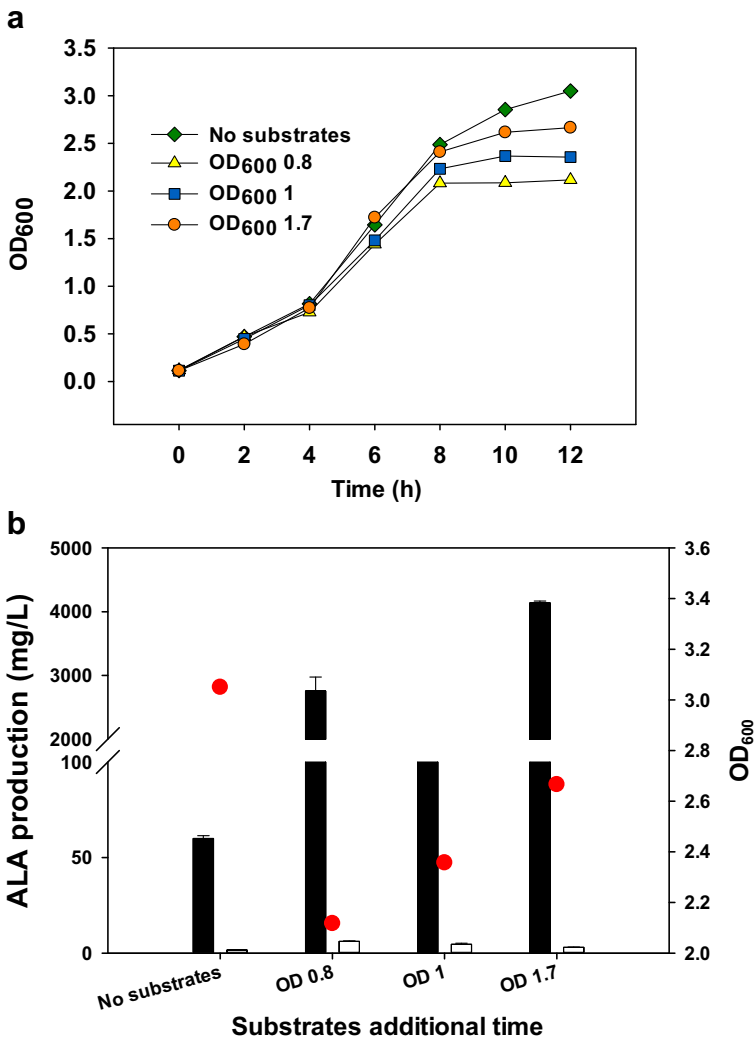 a
3.5
3.0
2.5
2.0
1.5
1.0
0.5
0.0
OD600
No substrates
OD600 0.8
OD600 1
OD600 1.7
0 2 4 6 8 10 12
Time (h)
b
5000
4000
3000
2000
100
50
0
ALA production (mg/L)
3.6
3.4
3.2
3.0
2.8
2.6
2.4
2.2
2.0
OD600
No substrates OD 0.8 OD 1 OD 1.7
Substrates additional time